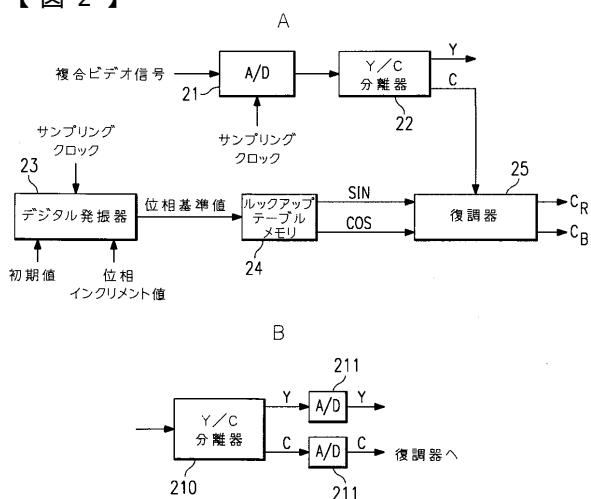 【図2】
A
複合ビデオ信号
A/D
21
サンプリング
クロック
Y/C
分離器
22
Y
C
サンプリング
クロック
23
デジタル発振器
初期値
位相
インクリメント値
位相基準値
ルックアップ
テーブル
メモリ
24
SIN
COS
25
復調器
CR
CB
B
Y/C
分離器
210
Y
211
A/D
Y
C
A/D
C
211
復調器へ